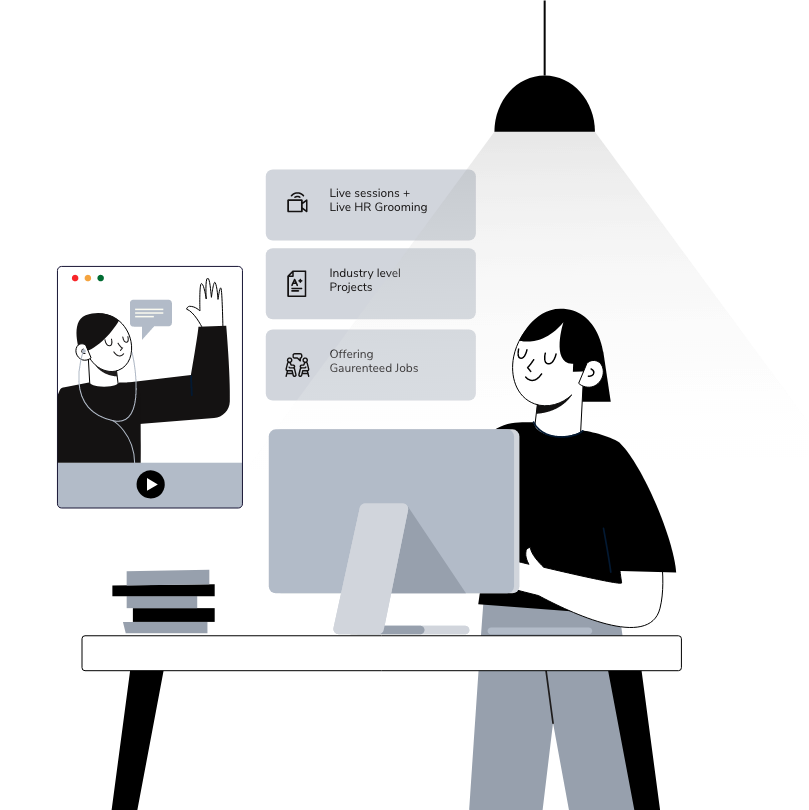 Live sessions +
Live HR Grooming
A+
Industry level
Projects
Offering
Gaurenteed Jobs